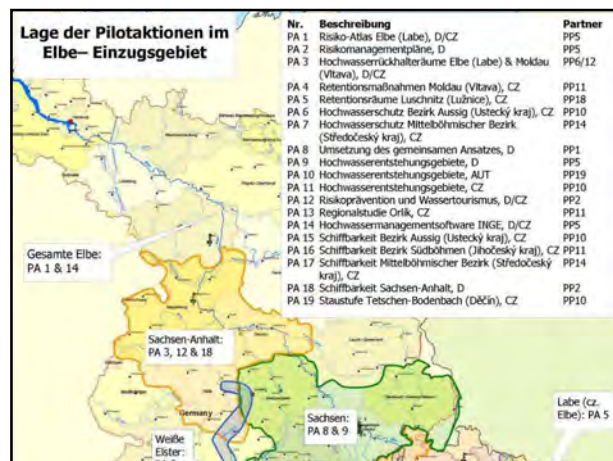 Lage der Pilotaktionen im
Elbe– Einzugsgebiet
Nr. Beschreibung Partner
PA 1 Risiko-Atlas Elbe (Labe), D/CZ PP5
PA 2 Risikomanagementpläne, D PP5
PA 3 Hochwasserrückhalteräume Elbe (Labe) & Moldau PP6/12
(Vltava), D/CZ
PA 4 Retentionsmaßnahmen Moldau (Vltava), CZ PP11
PA 5 Retentionsräume Luschnitz (Lužnice), CZ PP18
PA 6 Hochwasserschutz Bezirk Aussig (Ustecký kraj), CZ PP10
PA 7 Hochwasserschutz Mittelböhmischer Bezirk PP14
(Středočeský kraj), CZ
PA 8 Umsetzung des gemeinsamen Ansatzes, D PP1
PA 9 Hochwasserentstehungsgebiete, D PP5
PA 10 Hochwasserentstehungsgebiete, AUT PP19
PA 11 Hochwasserentstehungsgebiete, CZ PP10
PA 12 Risikoprävention und Wassertourismus, D/CZ PP2
PA 13 Regionalstudie Orlik, CZ PP11
PA 14 Hochwassermanagementsoftware INGE, D/CZ PP5
PA 15 Schiffbarkeit Bezirk Aussig (Ustecký kraj), CZ PP10
PA 16 Schiffbarkeit Bezirk Südböhmen (Jihočeský kraj), CZ PP11
PA 17 Schiffbarkeit Mittelböhmischer Bezirk (Středočeský PP14
kraj), CZ
PA 18 Schiffbarkeit Sachsen-Anhalt, D PP2
PA 19 Staustufe Tetschen-Bodenbach (Děčín), CZ PP10
Gesamte Elbe:
PA 1 & 14
Sachsen-Anhalt:
PA 3, 12 & 18
Germany
Sachsen:
PA 8 & 9
Labe (cz.
Elbe): PA 5
Weiße
Elster: